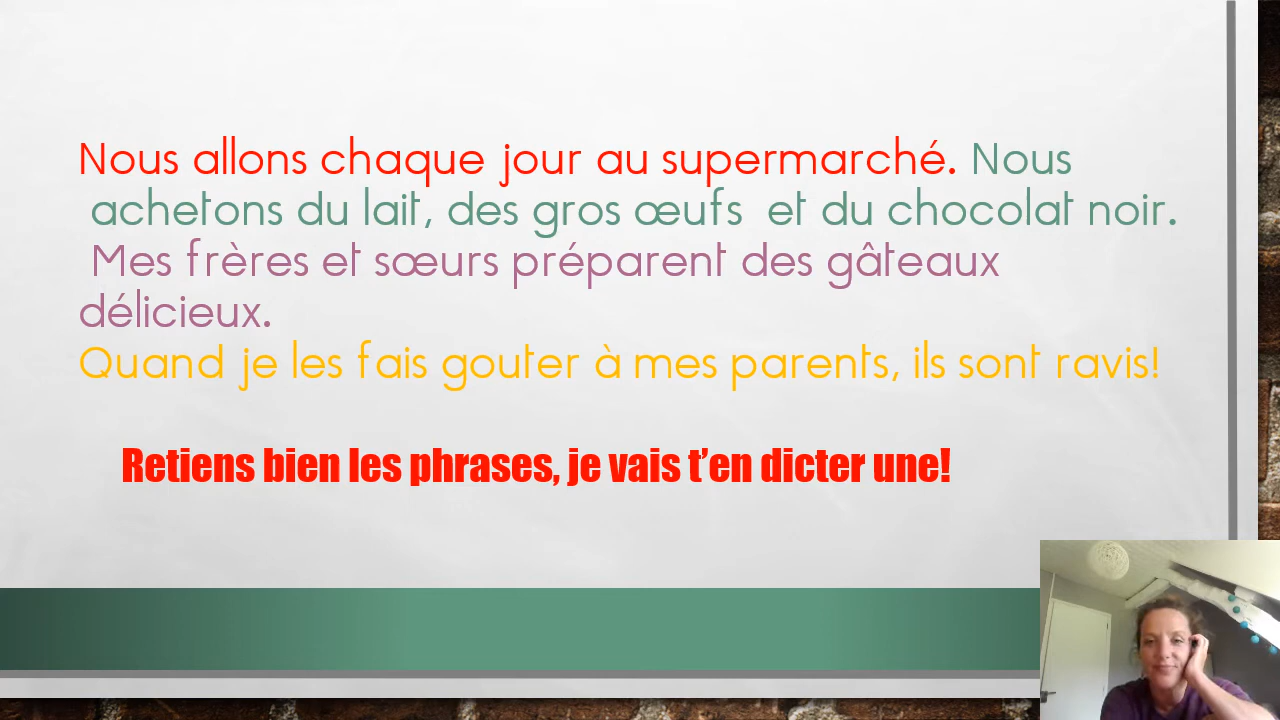 Nous allons chaque jour au supermarché. Nous
achetons du lait, des gros œufs et du chocolat noir.
Mes frères et sœurs préparent des gâteaux
délicieux.
Quand je les fais gouter à mes parents, ils sont ravis!
Retiens bien les phrases, je vais t’en dicter une!